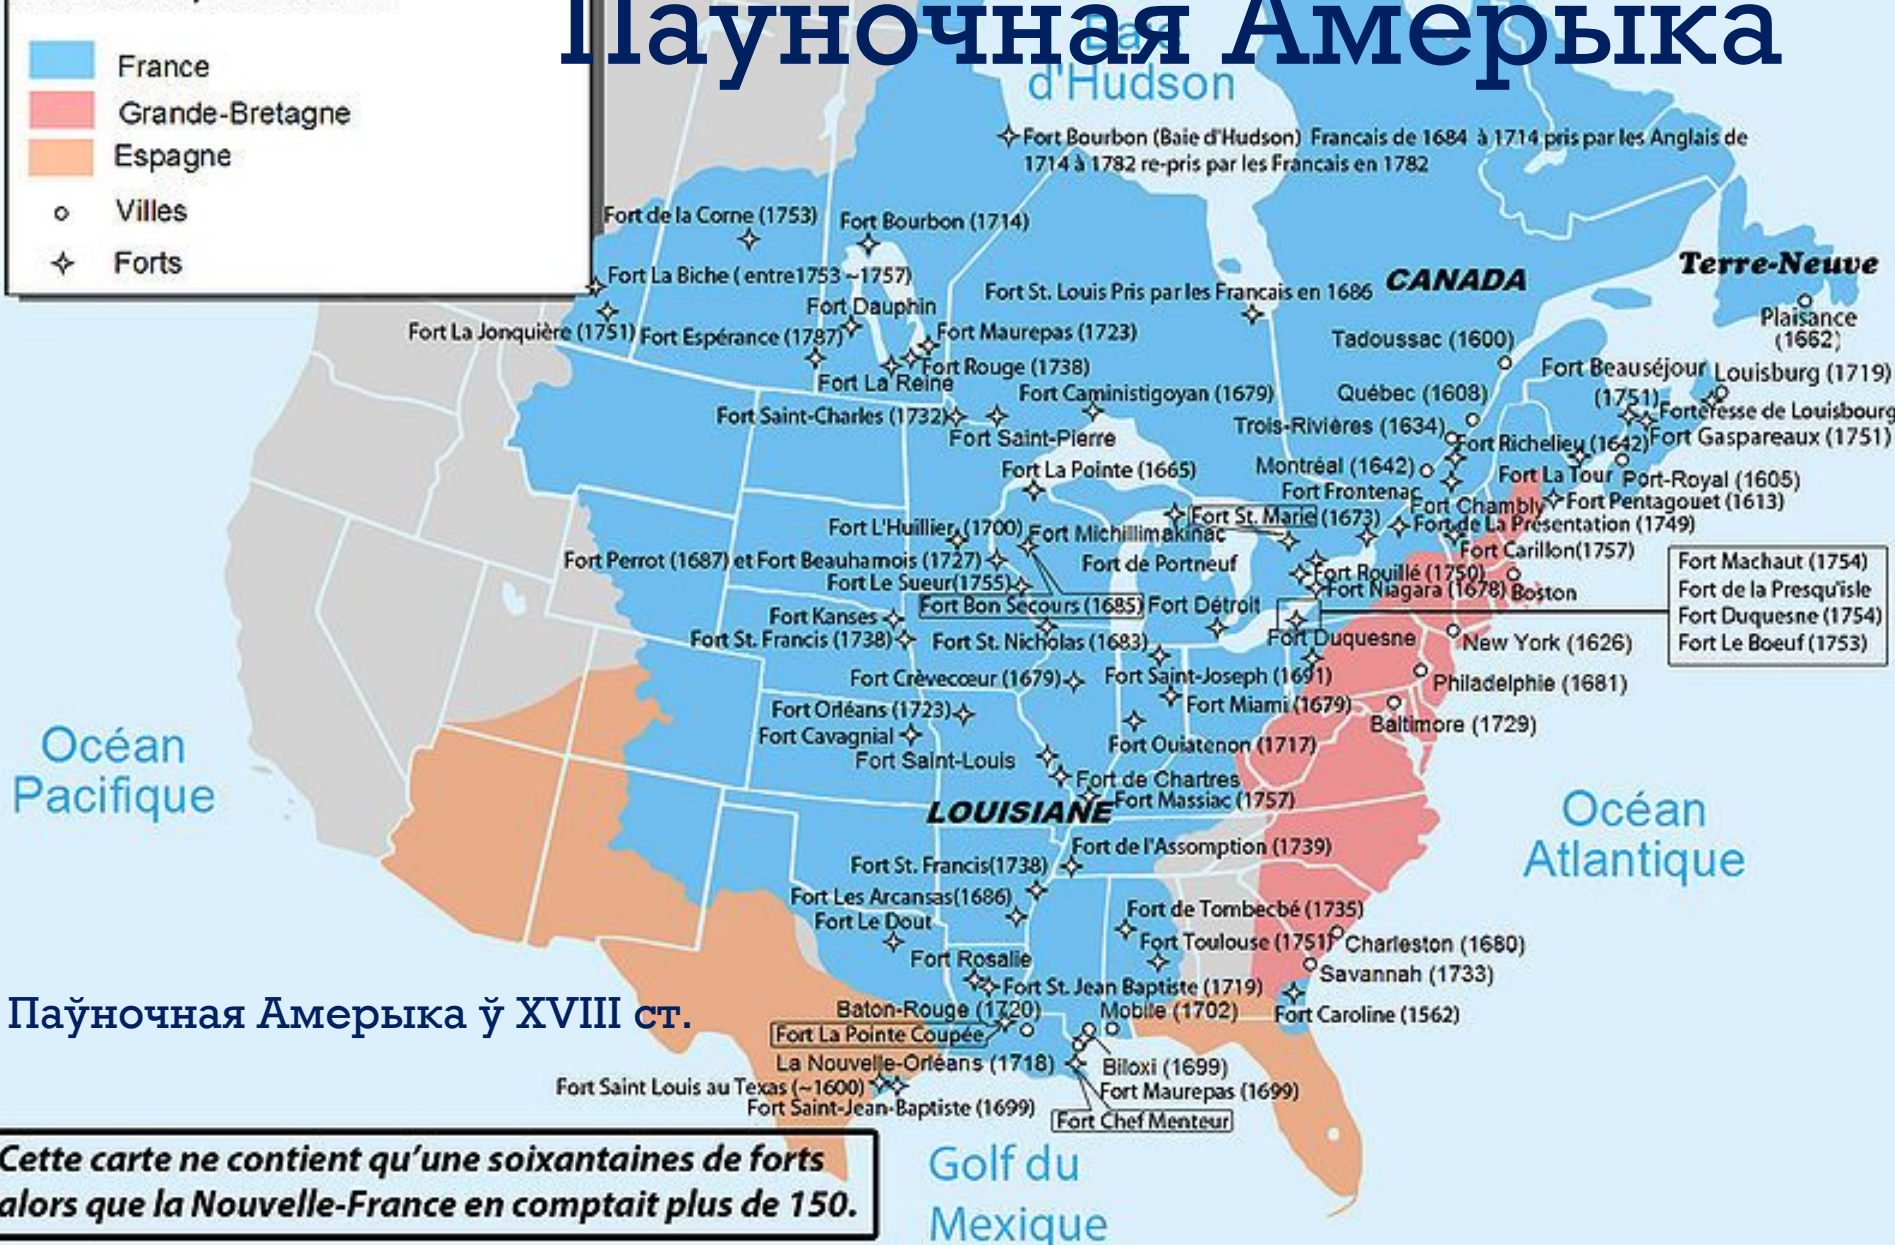 Паўночная Амерыка
France
Grande-Bretagne
Espagne
Villes
Forts
Baie
d'Hudson
Fort Bourbon (Baie d'Hudson) Francais de 1684 à 1714 pris par les Anglais de
1714 à 1782 re-pris par les Francais en 1782
Fort de la Corne (1753)
Fort Bourbon (1714)
Fort La Biche ( entre1753 ~1757)
Fort Dauphin
Fort St. Louis Pris par les Francais en 1686
CANADA
Terre-Neuve
Plaisance
(1662)
Fort La Jonquière (1751)
Fort Espérance (1787)
Fort Maurepas (1723)
Tadoussac (1600)
Fort Rouge (1738)
Fort La Reine
Fort Beauséjour
(1751)
Louisburg (1719)
Fort Caministigoyan (1679)
Québec (1608)
Forteresse de Louisbourg
Fort Saint-Charles (1732)
Fort Saint-Pierre
Trois-Rivières (1634)
Fort Richelieu (1642)
Fort Gaspareaux (1751)
Fort La Pointe (1665)
Montréal (1642)
Fort La Tour
Port-Royal (1605)
Fort Frontenac
Fort Chambly
Fort Pentagouet (1613)
Fort L'Huillier (1700)
Fort Michillimakinac
Fort St. Marie (1673)
Fort de La Présentation (1749)
Fort Perrot (1687) et Fort Beauharnois (1727)
Fort de Portneuf
Fort Carillon(1757)
Fort Le Sueur(1755)
Fort Rouillé (1750)
Fort Niagara (1678)
Boston
Fort Machaut (1754)
Fort de la Presqu'isle
Fort Duquesne (1754)
Fort Le Boeuf (1753)
Fort Bon Secours (1685)
Fort Détroit
Fort Kanses
Fort St. Francis (1738)
Fort St. Nicholas (1683)
Fort Duquesne
New York (1626)
Fort Crèvecœur (1679)
Fort Saint-Joseph (1691)
Philadelphie (1681)
Fort Orléans (1723)
Fort Miami (1679)
Baltimore (1729)
Fort Cavagnial
Fort Ouiatenon (1717)
Fort Saint-Louis
Fort de Chartres
Océan
Pacifique
LOUISIANE
Fort Massiac (1757)
Océan
Atlantique
Fort de l'Assomption (1739)
Fort St. Francis(1738)
Fort Les Arcansas(1686)
Fort Le Dout
Fort de Tombecbé (1735)
Fort Toulouse (1751)
Charleston (1680)
Fort Rosalie
Savannah (1733)
Fort St. Jean Baptiste (1719)
Паўночная Амерыка ў XVIII ст.
Baton-Rouge (1720)
Mobile (1702)
Fort Caroline (1562)
Fort La Pointe Coupée
La Nouvelle-Orléans (1718)
Biloxi (1699)
Fort Saint Louis au Texas (~1600)
Fort Maurepas (1699)
Fort Saint-Jean-Baptiste (1699)
Fort Chef Menteur
Cette carte ne contient qu'une soixantaines de forts
alors que la Nouvelle-France en comptait plus de 150.
Golf du
Mexique